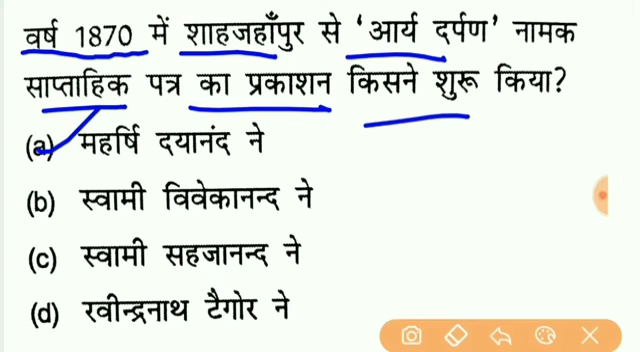 वर्ष 1870 में शाहजहाँपुर से ‘आर्य दर्पण’ नामक
साप्ताहिक पत्र का प्रकाशन किसने शुरू किया?
(a) महर्षि दयानंद ने
(b) स्वामी विवेकानन्द ने
(c) स्वामी सहजानन्द ने
(d) रवीन्द्रनाथ टैगोर ने